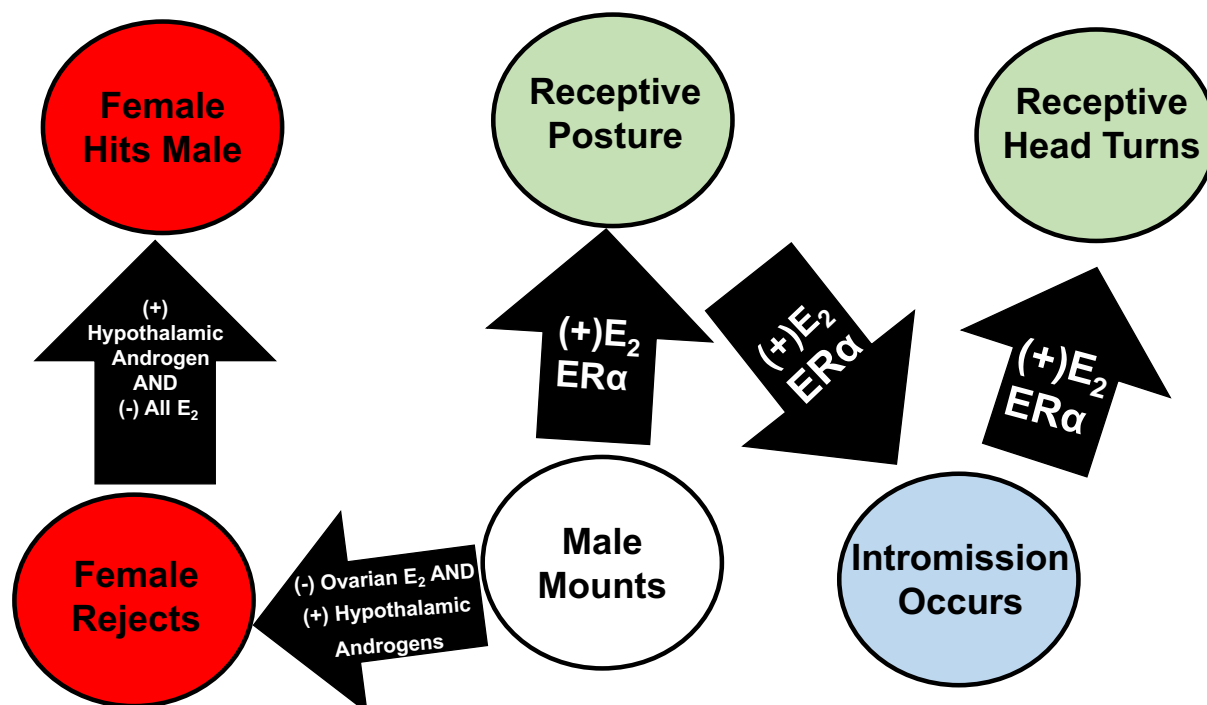 Female
Hits Male
Receptive
Posture
Receptive
Head Turns
(+)
Hypothalamic
Androgen
AND
(-) All E₂
(+)E₂
ERα
(+)E₂
ERα
(+)E₂
ERα
Female
Rejects
(-) Ovarian E₂ AND
(+) Hypothalamic
Androgens
Male
Mounts
Intromission
Occurs